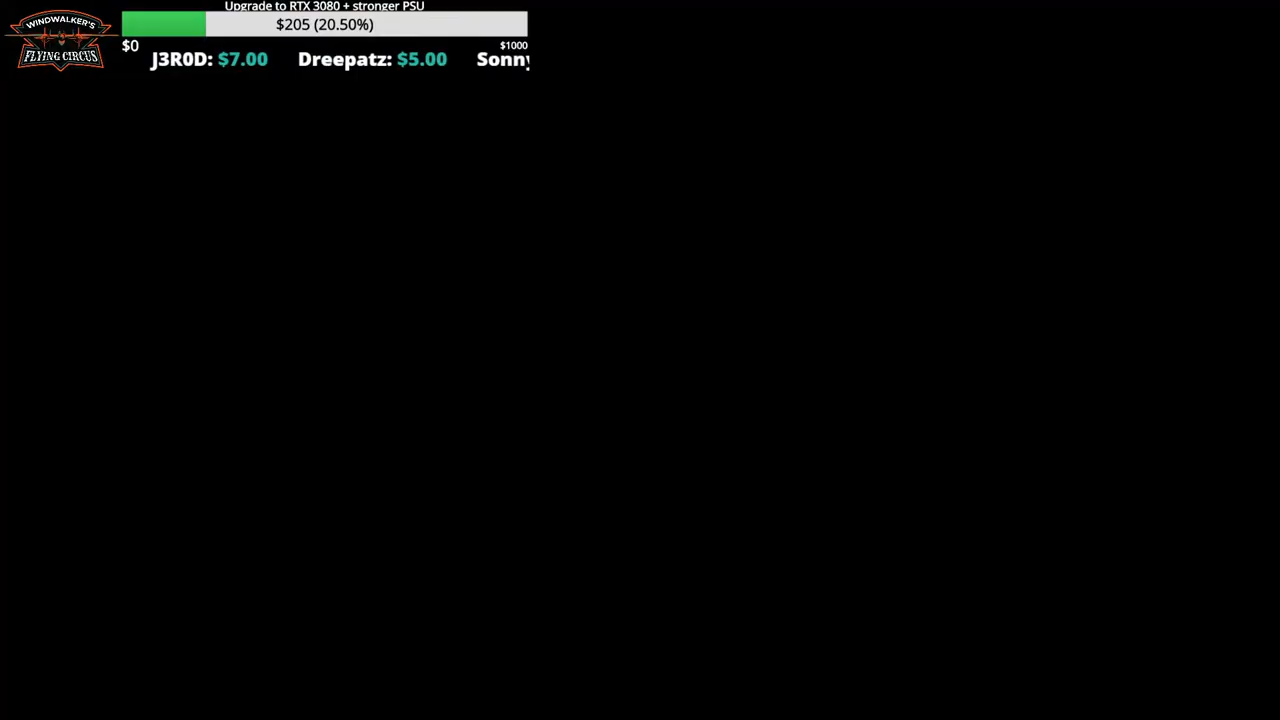 Upgrade to RTX 3080 + stronger PSU
WINDWALKER'S
FLYING CIRCUS
$205 (20.50%)
$0
$1000
J3R0D: $7.00 Dreepatz: $5.00 Sonny